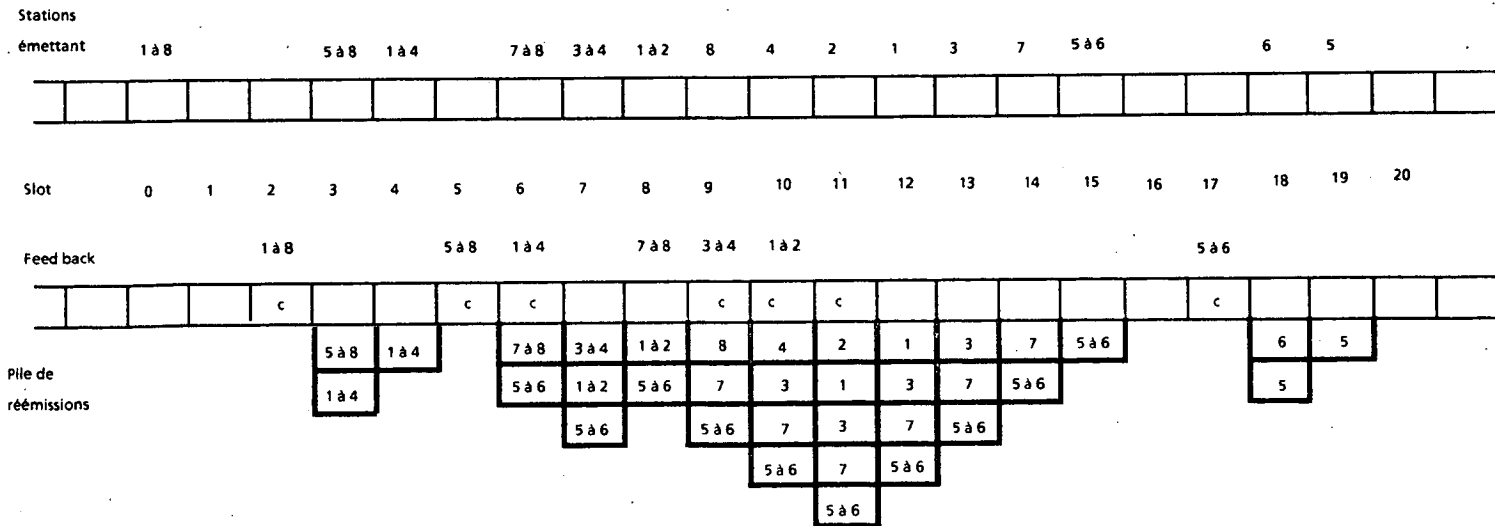 Stations
émettant 1 à 8 5 à 8 1 à 4 7 à 8 3 à 4 1 à 2 8 4 2 1 3 7 5 à 6 6 5
Slot 0 1 2 3 4 5 6 7 8 9 10 11 12 13 14 15 16 17 18 19 20
Feed back 1 à 8 5 à 8 1 à 4 7 à 8 3 à 4 1 à 2 5 à 6
c c c c c c c
5 à 8 1 à 4 7 à 8 3 à 4 1 à 2 8 4 2 1 3 7 5 à 6 6 5
Pile de
réémissions
1 à 4 5 à 6 1 à 2 5 à 6 7 3 1 3 7 5 à 6 5
5 à 6 5 à 6 7 3 7 5 à 6
5 à 6 7 5 à 6
5 à 6